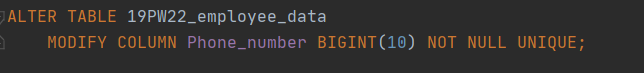 ALTER TABLE 19PW22_employee_data
MODIFY COLUMN Phone_number BIGINT(10) NOT NULL UNIQUE;